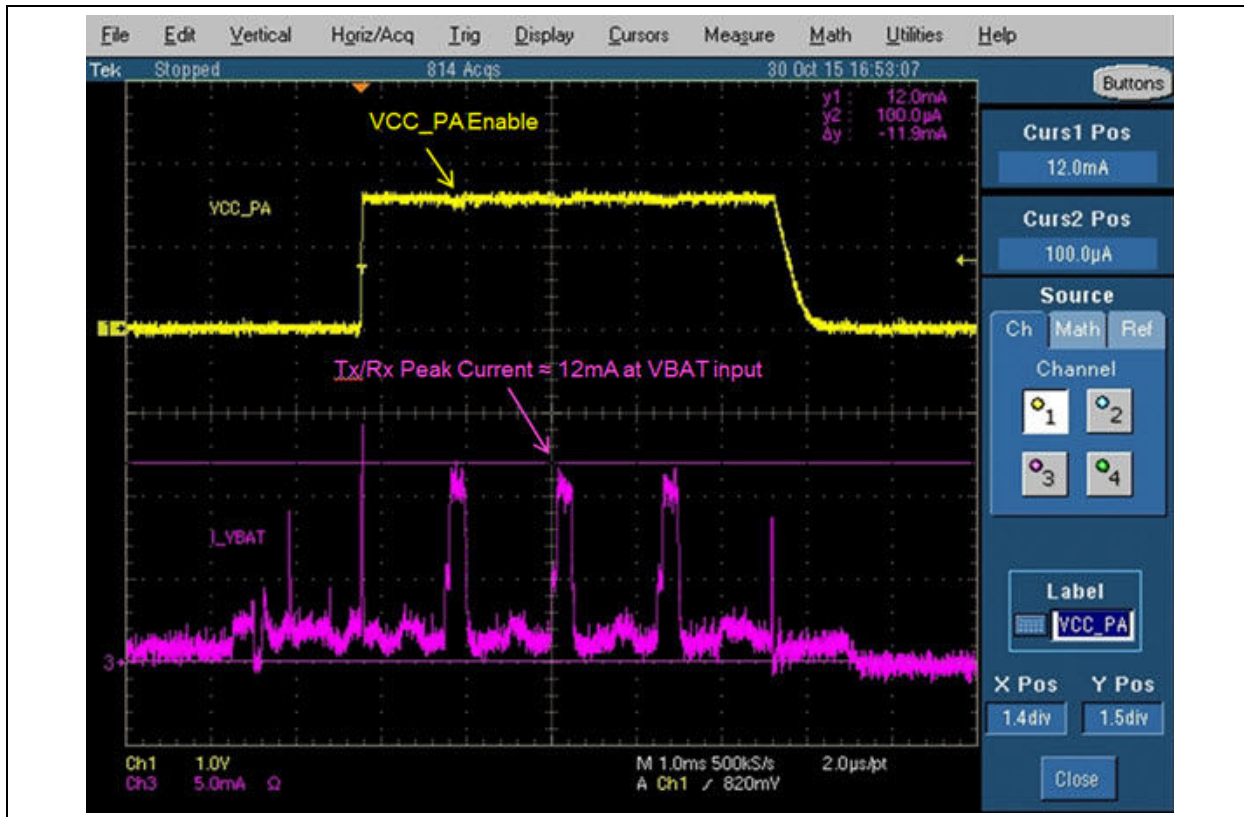 File Edit Vertical Horiz/Acq Trig Display Cursors Measure Math Utilities Help
Tek Stopped 814 Acqs 30 Oct 15 16:53:07
Buttons
y1 : 12.0mA
y2 : 100.0µA
Δy : -11.9mA
VCC_PA Enable
VCC_PA
Curs1 Pos
12.0mA
Curs2 Pos
100.0µA
Source
Ch Math Ref
Channel
1 2
3 4
Tx/Rx Peak Current ≈ 12mA at VBAT input
I_VBAT
3
Label
VCC_PA
X Pos Y Pos
1.4div 1.5div
Close
Ch1 1.0V M 1.0ms 500kS/s 2.0µs/pt
Ch3 5.0mA Ω A Ch1 ∕ 820mV